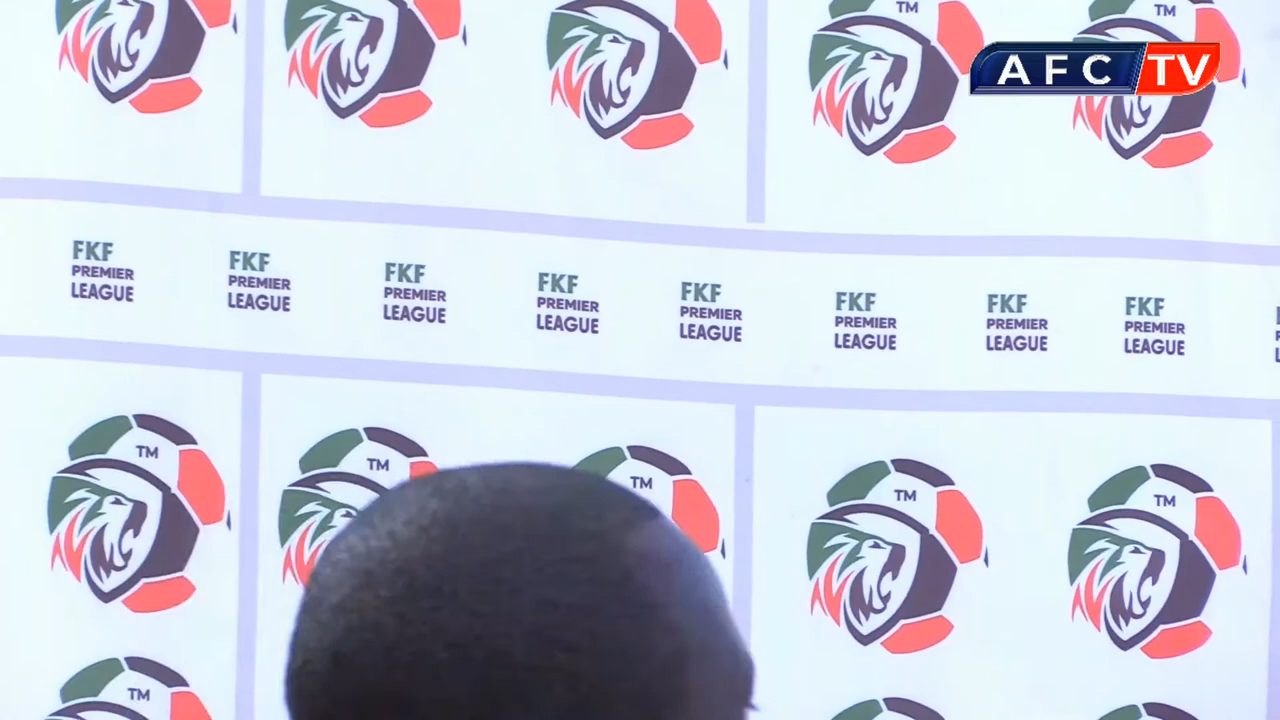 TM TM
AFC TV
FKF FKF FKF FKF FKF FKF FKF FKF
PREMIER PREMIER PREMIER PREMIER PREMIER PREMIER PREMIER PREMIER
LEAGUE LEAGUE LEAGUE LEAGUE LEAGUE LEAGUE LEAGUE LEAGUE
TM TM TM TM TM
TM